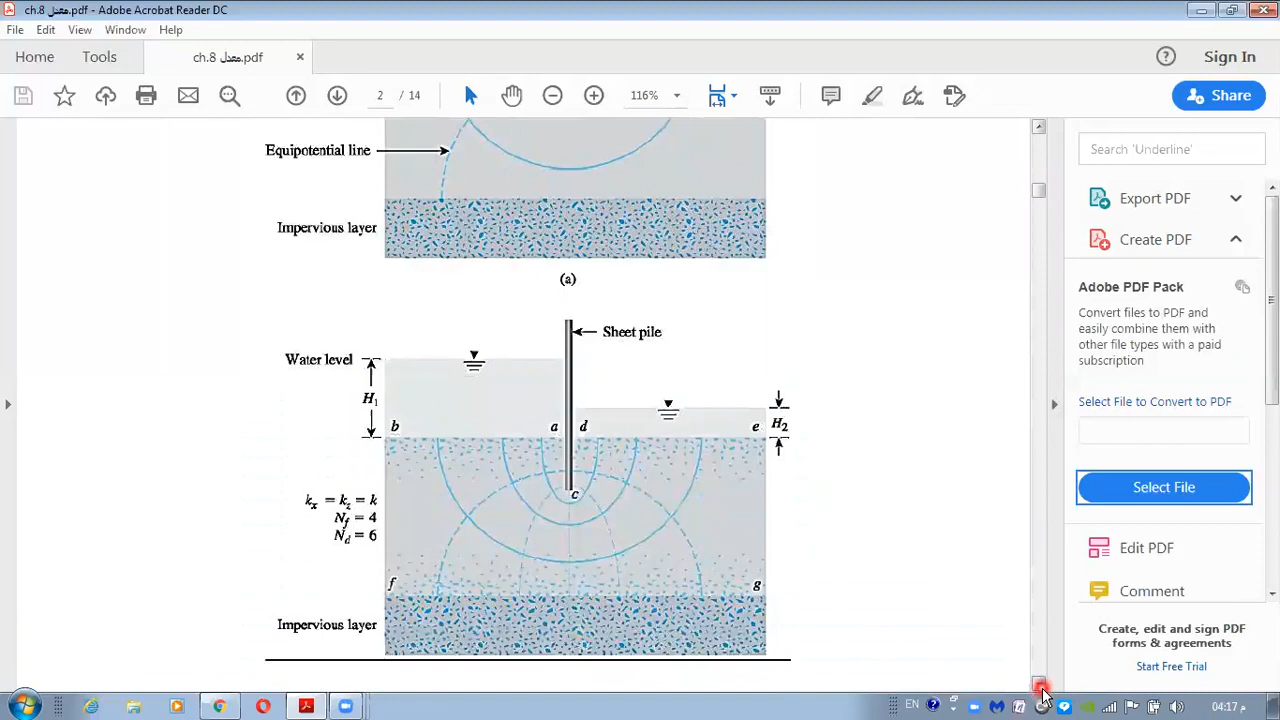 ch.8 معدل.pdf - Adobe Acrobat Reader DC
File Edit View Window Help
Home Tools ch.8 معدل.pdf × ? Sign In
2 / 14 116% Share
Equipotential line
Impervious layer
(a)
Sheet pile
Water level
H₁
b a d e H₂
c
kₓ = k_z = k
N_f = 4
N_d = 6
f g
Impervious layer
Search 'Underline'
Export PDF
Create PDF
Adobe PDF Pack
Convert files to PDF and
easily combine them with
other file types with a paid
subscription
Select File to Convert to PDF
Select File
Edit PDF
Comment
Create, edit and sign PDF
forms & agreements
Start Free Trial
EN 04:17 م